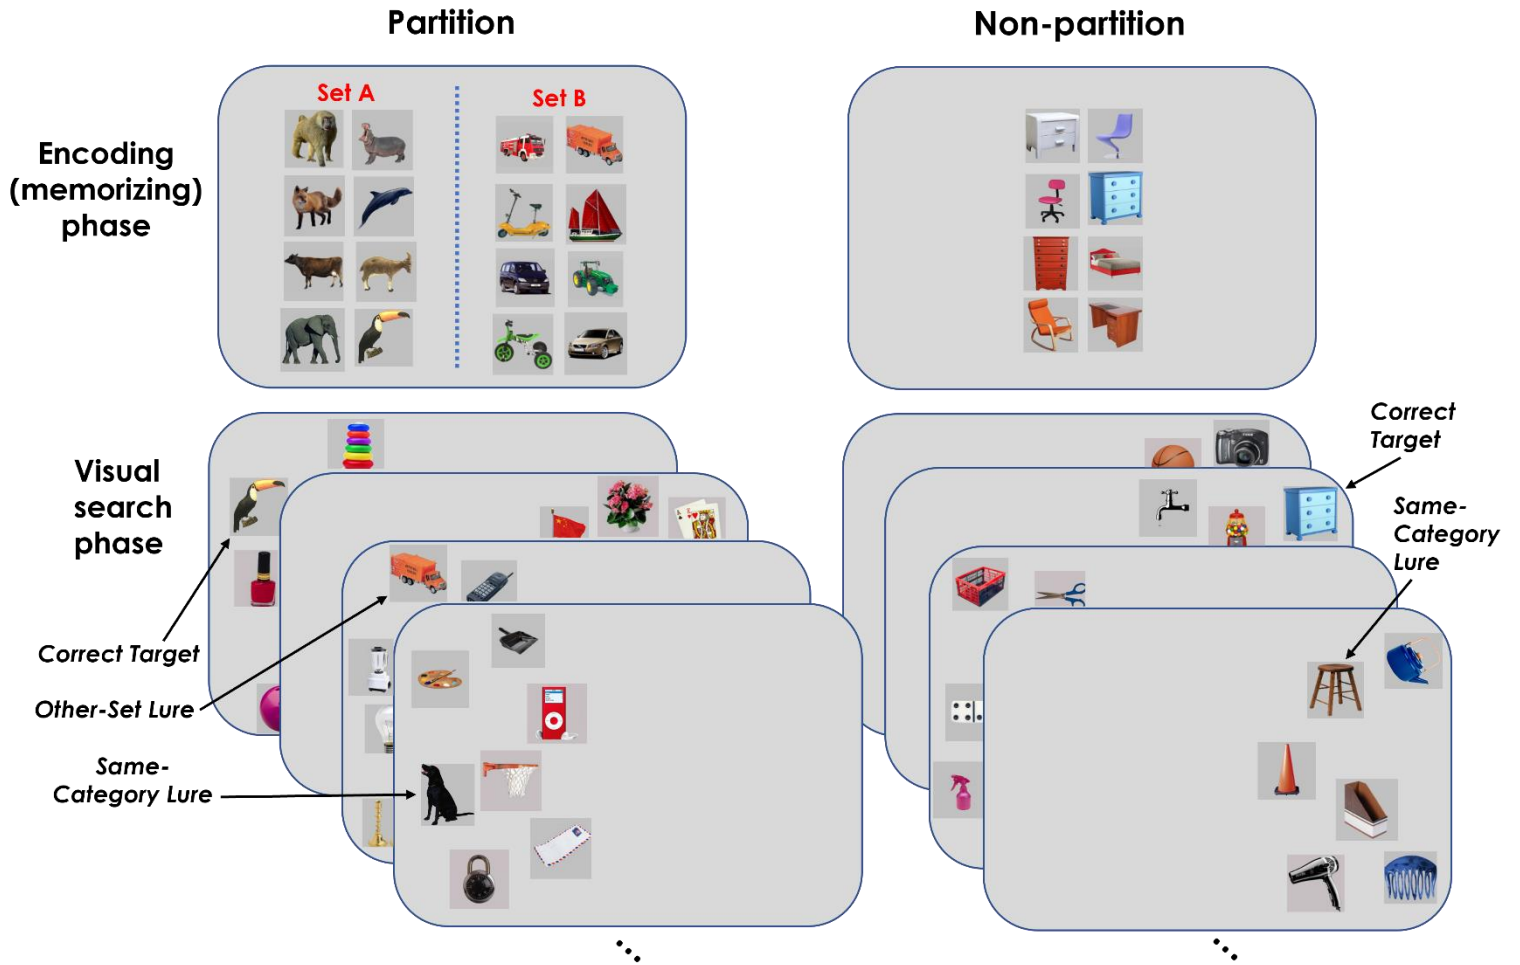 Partition
Non-partition
Encoding
(memorizing)
phase
Set A
Set B
Visual
search
phase
Correct Target
Other-Set Lure
Same-
Category Lure
Correct
Target
Same-
Category
Lure
...
...